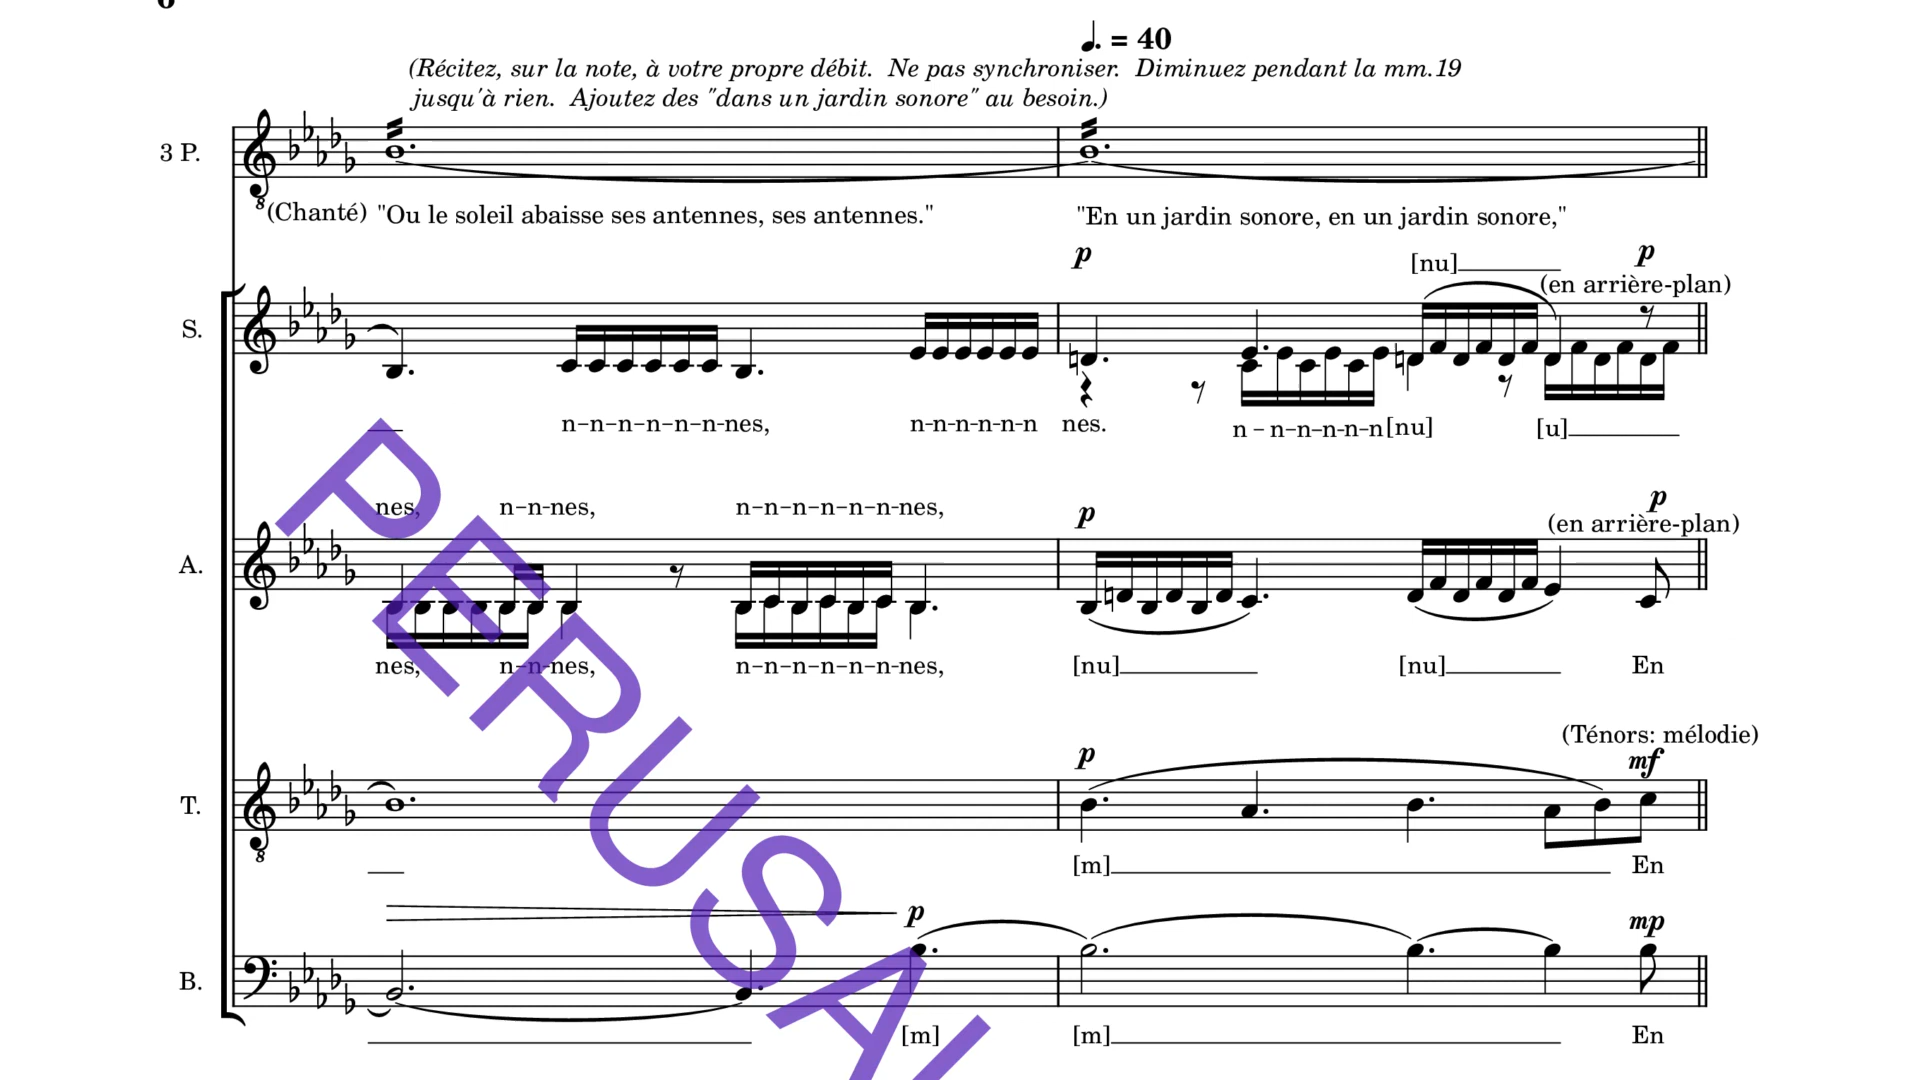 ♩. = 40
(Récitez, sur la note, à votre propre débit. Ne pas synchroniser. Diminuez pendant la mm.19
jusqu'à rien. Ajoutez des "dans un jardin sonore" au besoin.)
3 P.
8
(Chanté) "Ou le soleil abaisse ses antennes, ses antennes." "En un jardin sonore, en un jardin sonore,"
p [nu] p
(en arrière-plan)
S.
n-n-n-n-n-n-nes, n-n-n-n-n-n nes. n-n-n-n-n-n[nu] [u]
nes, n-n-nes, n-n-n-n-n-n-nes, p p
(en arrière-plan)
A.
nes, n-n-nes, n-n-n-n-n-n-nes, [nu] [nu] En
(Ténors: mélodie)
p mf
T.
8
[m] En
p mp
B.
[m] [m] En
PERUSAL